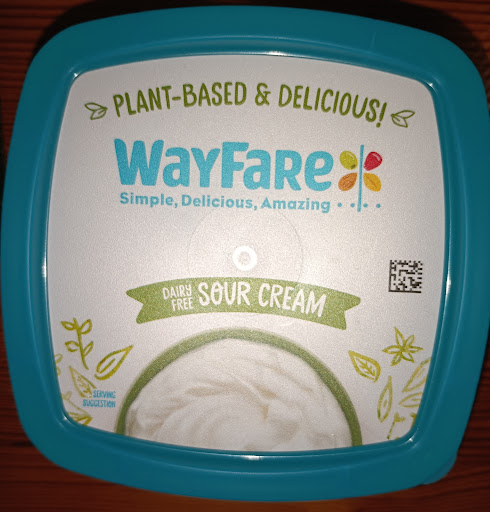 PLANT-BASED & DELICIOUS!
WayFare
Simple, Delicious, Amazing
DAIRY FREE SOUR CREAM
SERVING
SUGGESTION